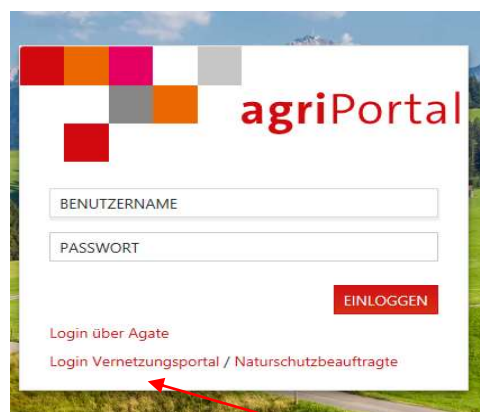 agriPortal
BENUTZERNAME
PASSWORT
EINLOGGEN
Login über Agate
Login Vernetzungsportal / Naturschutzbeauftragte